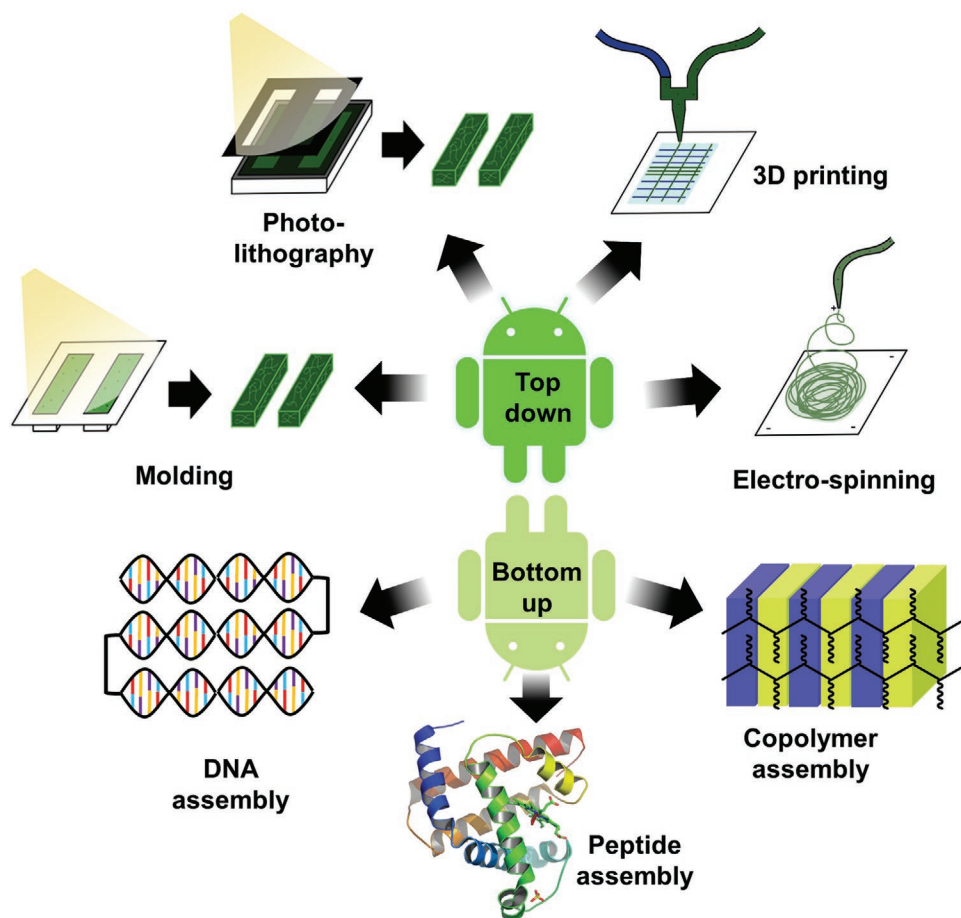 Photo-
lithography
3D printing
Molding
Top
down
Electro-spinning
Bottom
up
DNA
assembly
Copolymer
assembly
Peptide
assembly